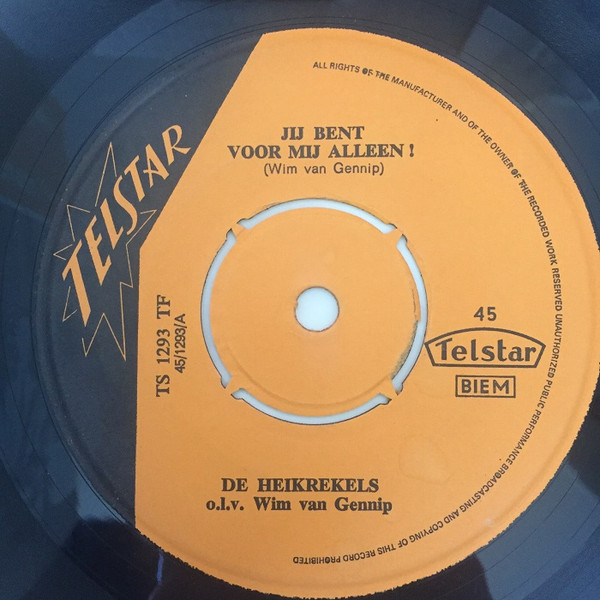 TELSTAR
ALL RIGHTS OF THE MANUFACTURER AND OF THE OWNER OF THE RECORDED WORK RESERVED UNAUTHORIZED PUBLIC PERFORMANCE BROADCASTING AND COPYING OF THIS RECORD PROHIBITED
JIJ BENT
VOOR MIJ ALLEEN !
(Wim van Gennip)
TS 1293 TF
45/1293/A
45
Telstar
BIEM
DE HEIKREKELS
o.l.v. Wim van Gennip